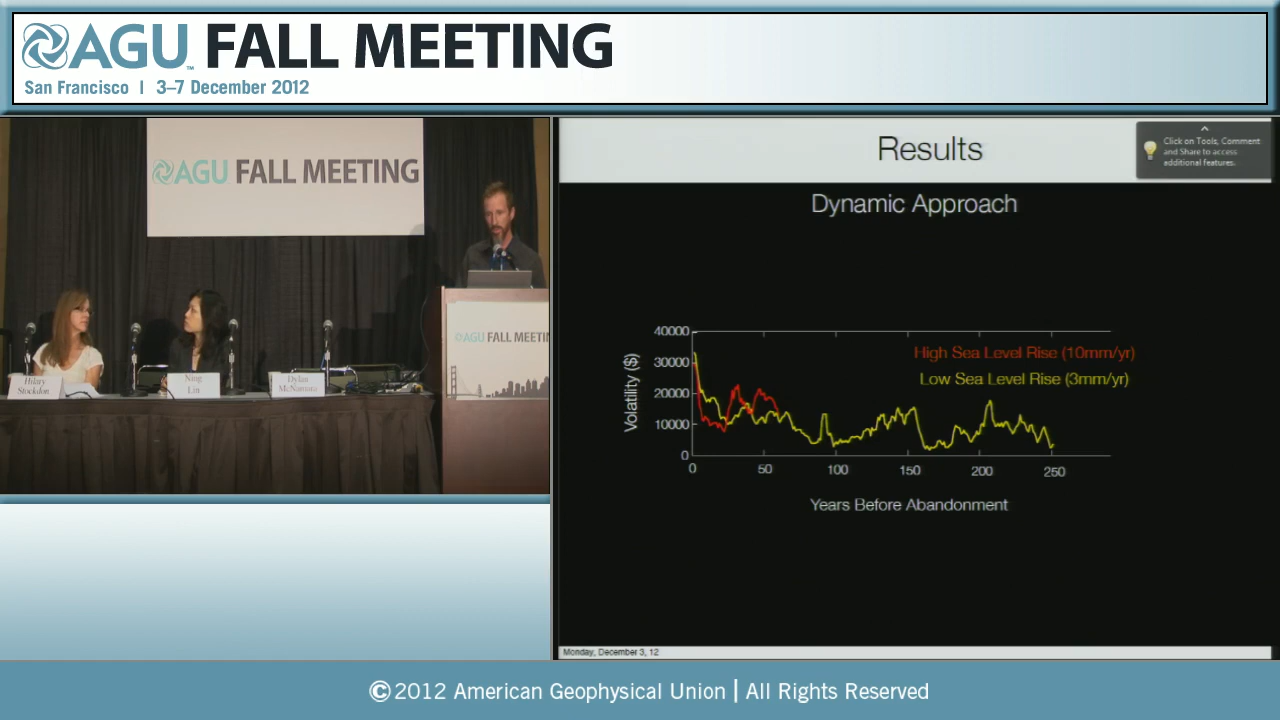 AGU™ FALL MEETING
San Francisco | 3–7 December 2012
AGU FALL MEETING
AGU FALL MEETIN
Hilary
Stockdon
Ning
Lin
Dylan
McNamara
Results
Click on Tools, Comment
and Share to access
additional features.
Dynamic Approach
40000
30000
20000
10000
0
Volatility ($)
High Sea Level Rise (10mm/yr)
Low Sea Level Rise (3mm/yr)
0 50 100 150 200 250
Years Before Abandonment
Monday, December 3, 12
©2012 American Geophysical Union | All Rights Reserved